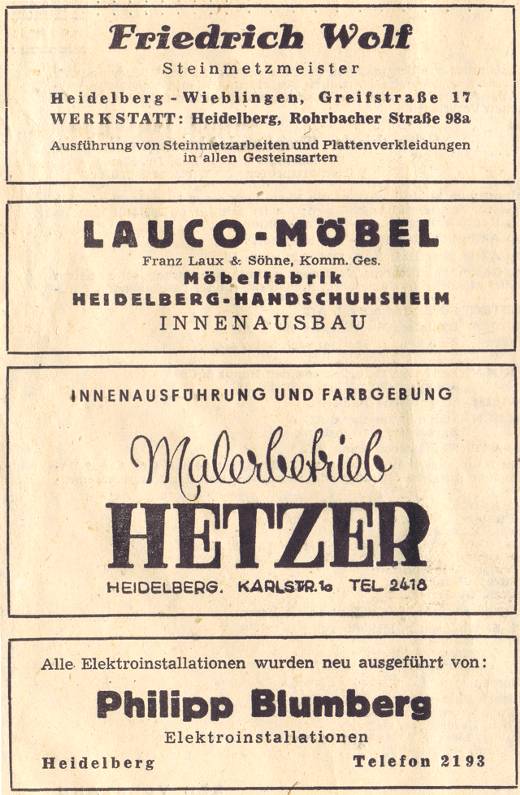 Friedrich Wolf
Steinmetzmeister
Heidelberg - Wieblingen, Greifstraße 17
WERKSTATT: Heidelberg, Rohrbacher Straße 98a
Ausführung von Steinmetzarbeiten und Plattenverkleidungen
in allen Gesteinsarten
LAUCO-MÖBEL
Franz Laux & Söhne, Komm. Ges.
Möbelfabrik
HEIDELBERG-HANDSCHUHSHEIM
INNENAUSBAU
INNENAUSFÜHRUNG UND FARBGEBUNG
Malerbetrieb
HETZER
HEIDELBERG. KARLSTR. 10 TEL 2418
Alle Elektroinstallationen wurden neu ausgeführt von:
Philipp Blumberg
Elektroinstallationen
Heidelberg Telefon 2193